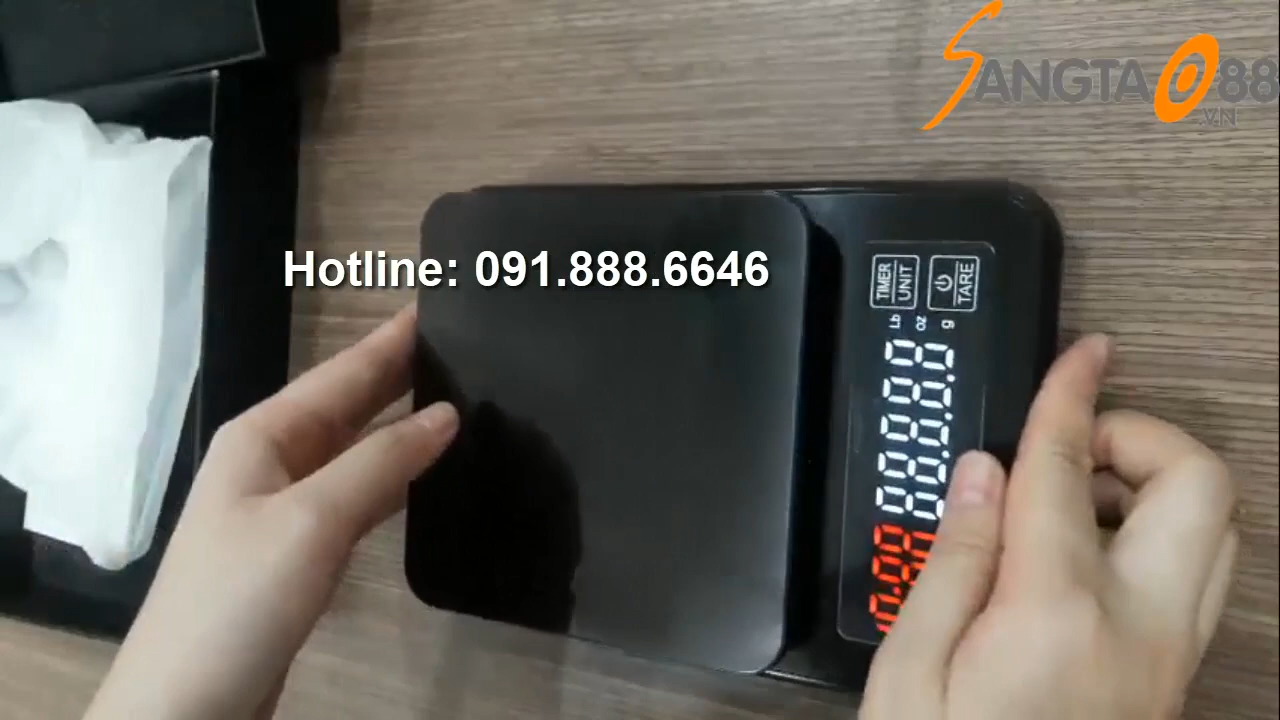 SANGTAO88
.VN
Hotline: 091.888.6646
TIMER
UNIT
TARE
Lb
oz
g